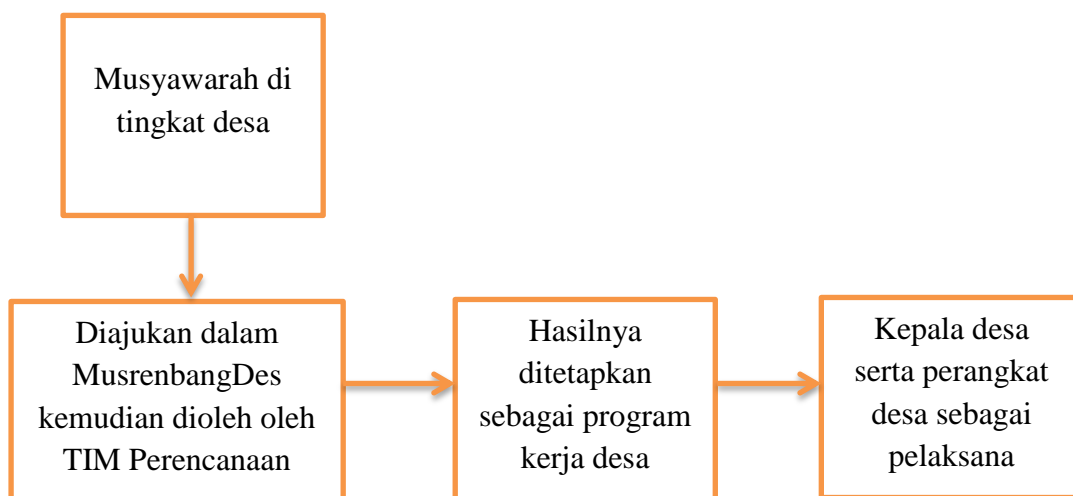 Musyawarah di
tingkat desa
Diajukan dalam
MusrenbangDes
kemudian dioleh oleh
TIM Perencanaan
Hasilnya
ditetapkan
sebagai program
kerja desa
Kepala desa
serta perangkat
desa sebagai
pelaksana